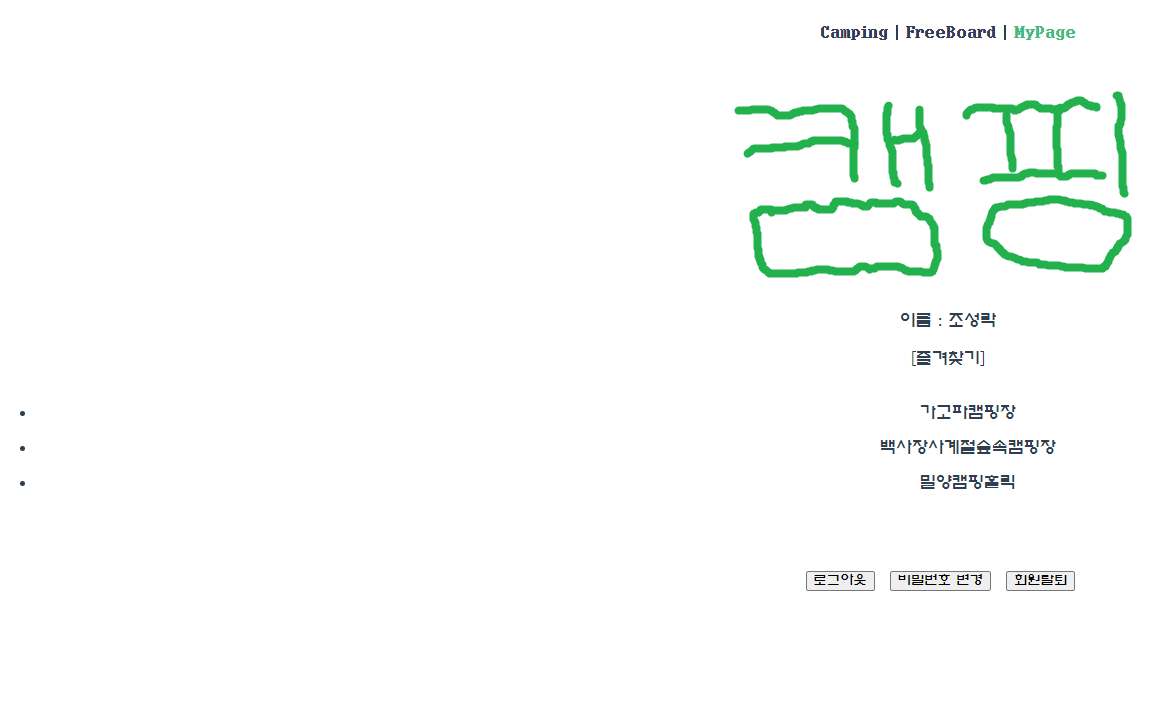 Camping | FreeBoard | MyPage
캠핑
이름 : 조성락
[즐겨찾기]
가고파캠핑장
백사장사계절숲속캠핑장
밀양캠핑홀릭
로그아웃 비밀번호 변경 회원탈퇴